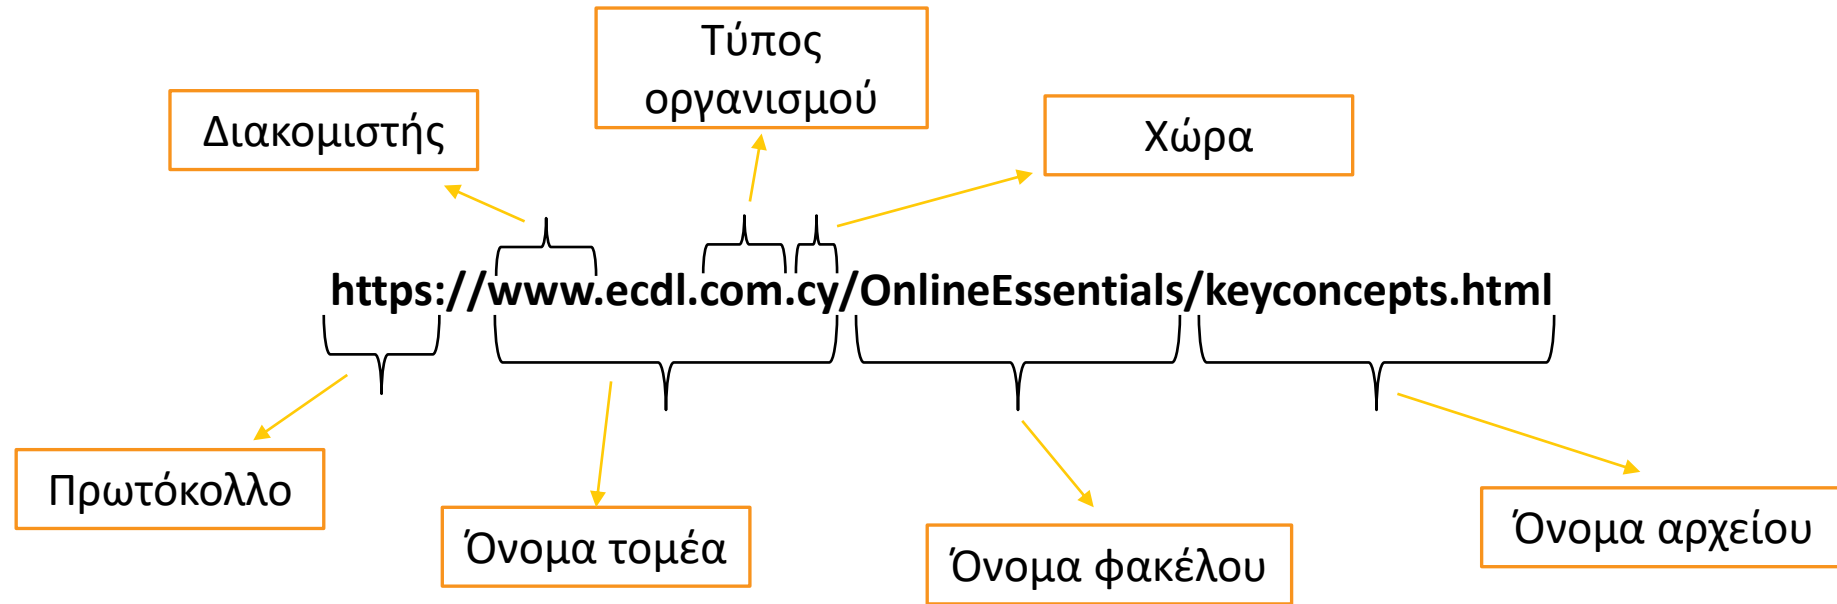 Τύπος
οργανισμού
Διακομιστής
Χώρα
https://www.ecdl.com.cy/OnlineEssentials/keyconcepts.html
Πρωτόκολλο
Όνομα τομέα
Όνομα φακέλου
Όνομα αρχείου